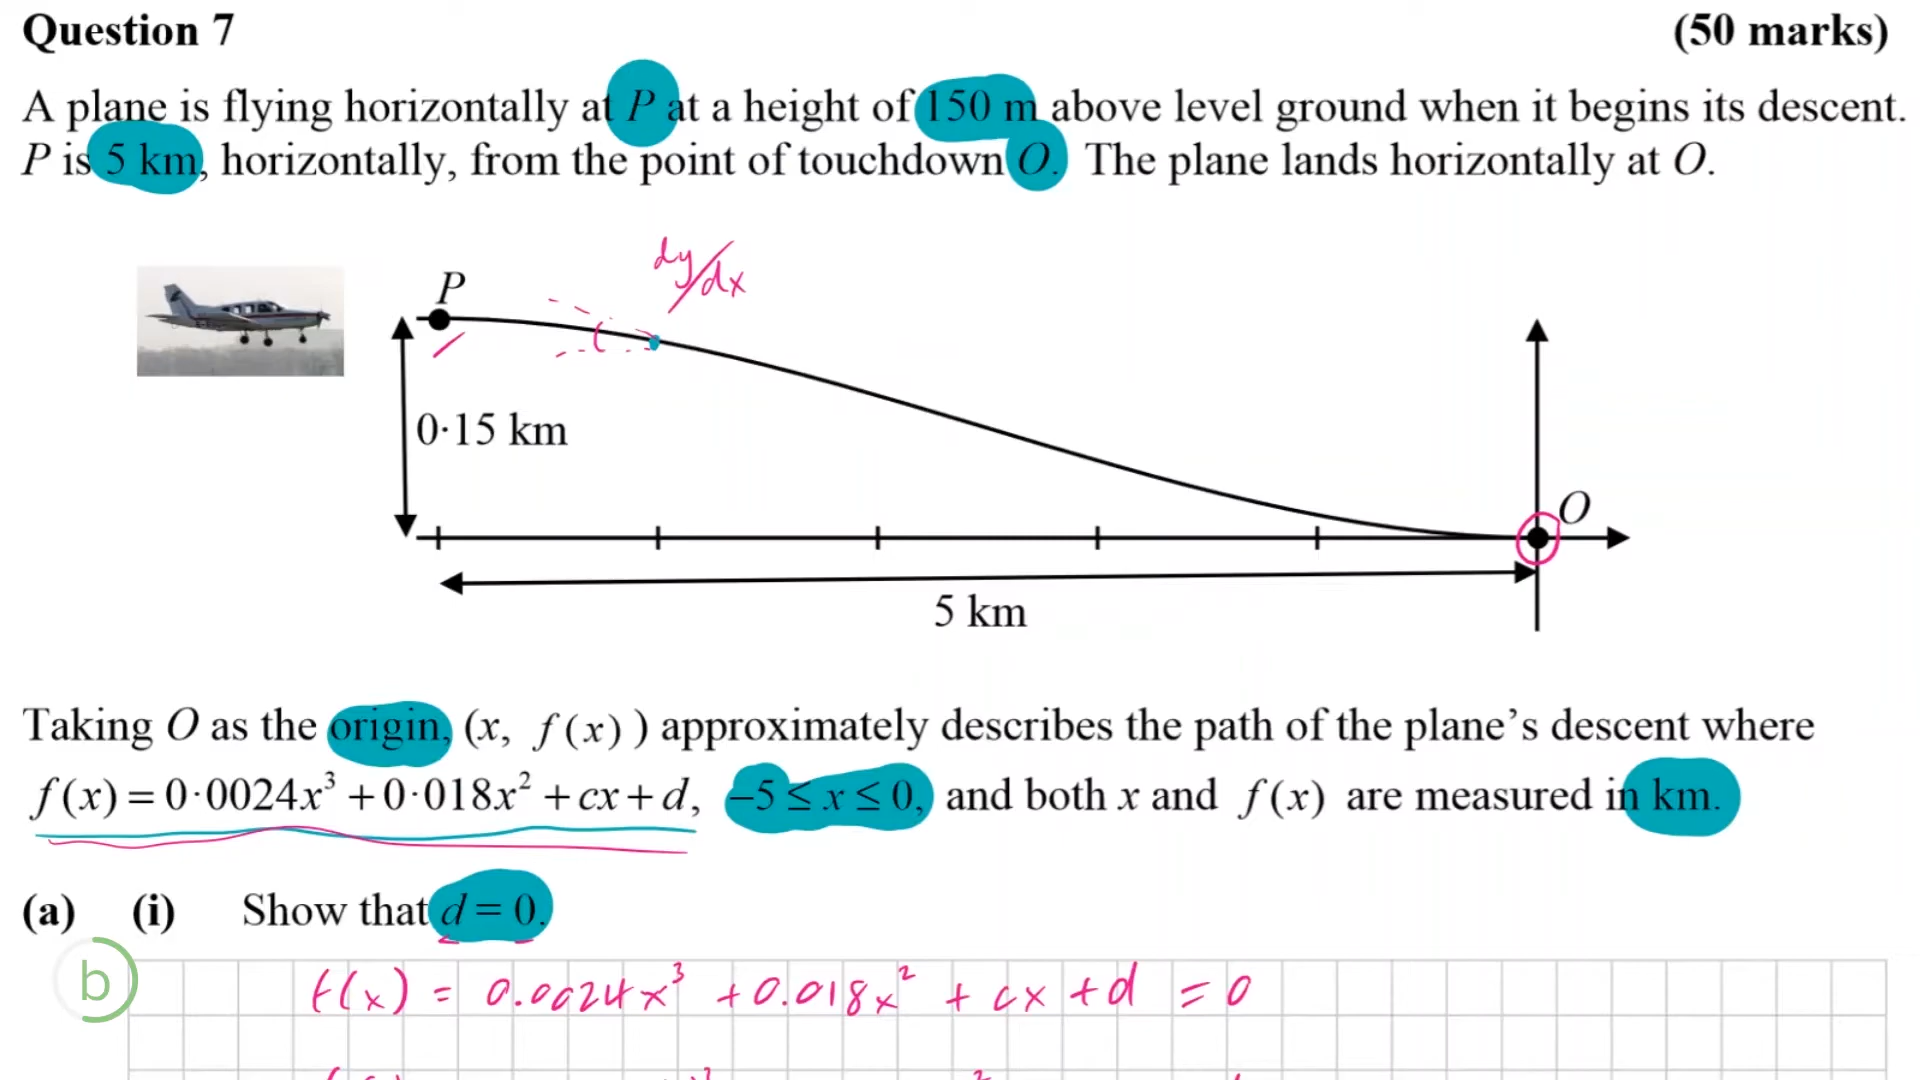 Question 7 (50 marks)
A plane is flying horizontally at P at a height of 150 m above level ground when it begins its descent.
P is 5 km, horizontally, from the point of touchdown O. The plane lands horizontally at O.
dy/dx
P
0·15 km
O
5 km
Taking O as the origin, (x, f(x)) approximately describes the path of the plane’s descent where
f(x) = 0·0024x³ + 0·018x² + cx + d, –5 ≤ x ≤ 0, and both x and f(x) are measured in km.
(a) (i) Show that d = 0.
b
f(x) = 0.0024x³ + 0.018x² + cx + d = 0